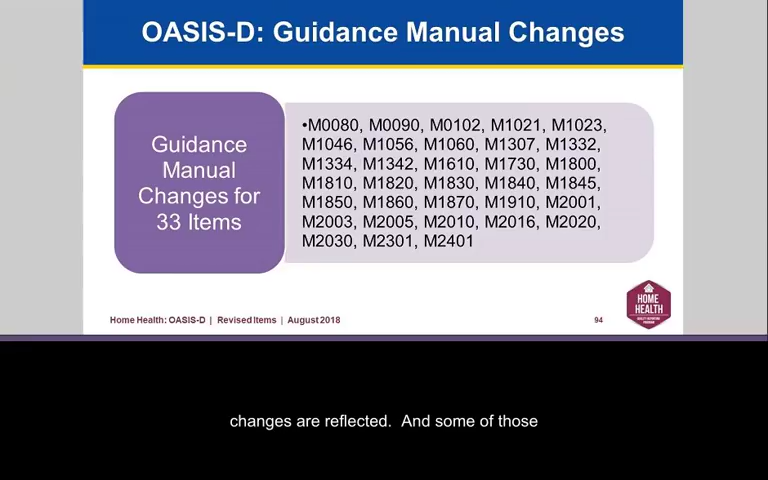 OASIS-D: Guidance Manual Changes
Guidance
Manual
Changes for
33 Items
•M0080, M0090, M0102, M1021, M1023,
M1046, M1056, M1060, M1307, M1332,
M1334, M1342, M1610, M1730, M1800,
M1810, M1820, M1830, M1840, M1845,
M1850, M1860, M1870, M1910, M2001,
M2003, M2005, M2010, M2016, M2020,
M2030, M2301, M2401
Home Health: OASIS-D | Revised Items | August 2018
94
HOME
HEALTH
changes are reflected.  And some of those